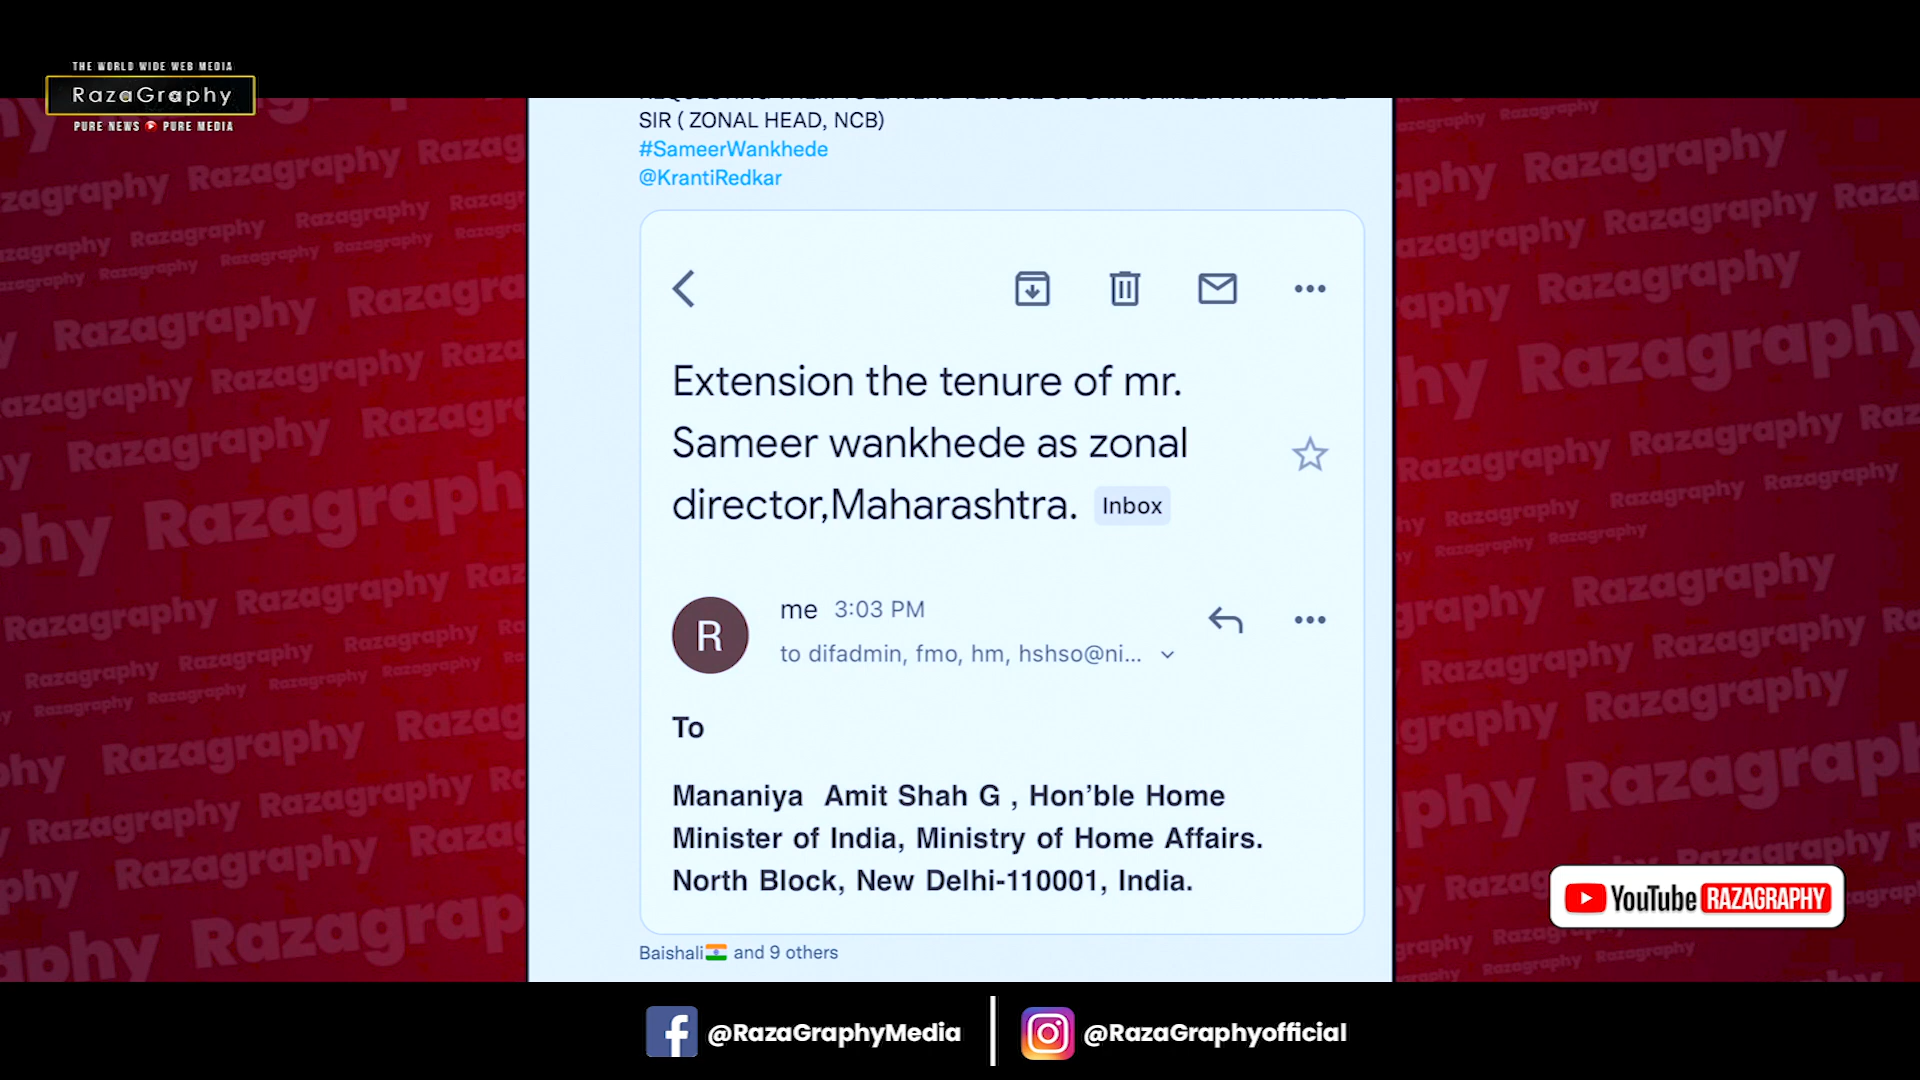 THE WORLD WIDE WEB MEDIA
RazaGraphy
PURE NEWS PURE MEDIA
SIR ( ZONAL HEAD, NCB)
#SameerWankhede
@KrantiRedkar
Extension the tenure of mr.
Sameer wankhede as zonal
director,Maharashtra. Inbox
R
me 3:03 PM
to difadmin, fmo, hm, hshso@ni...
To
Mananiya Amit Shah G , Hon’ble Home
Minister of India, Ministry of Home Affairs.
North Block, New Delhi-110001, India.
Baishali and 9 others
YouTube RAZAGRAPHY
@RazaGraphyMedia
@RazaGraphyofficial